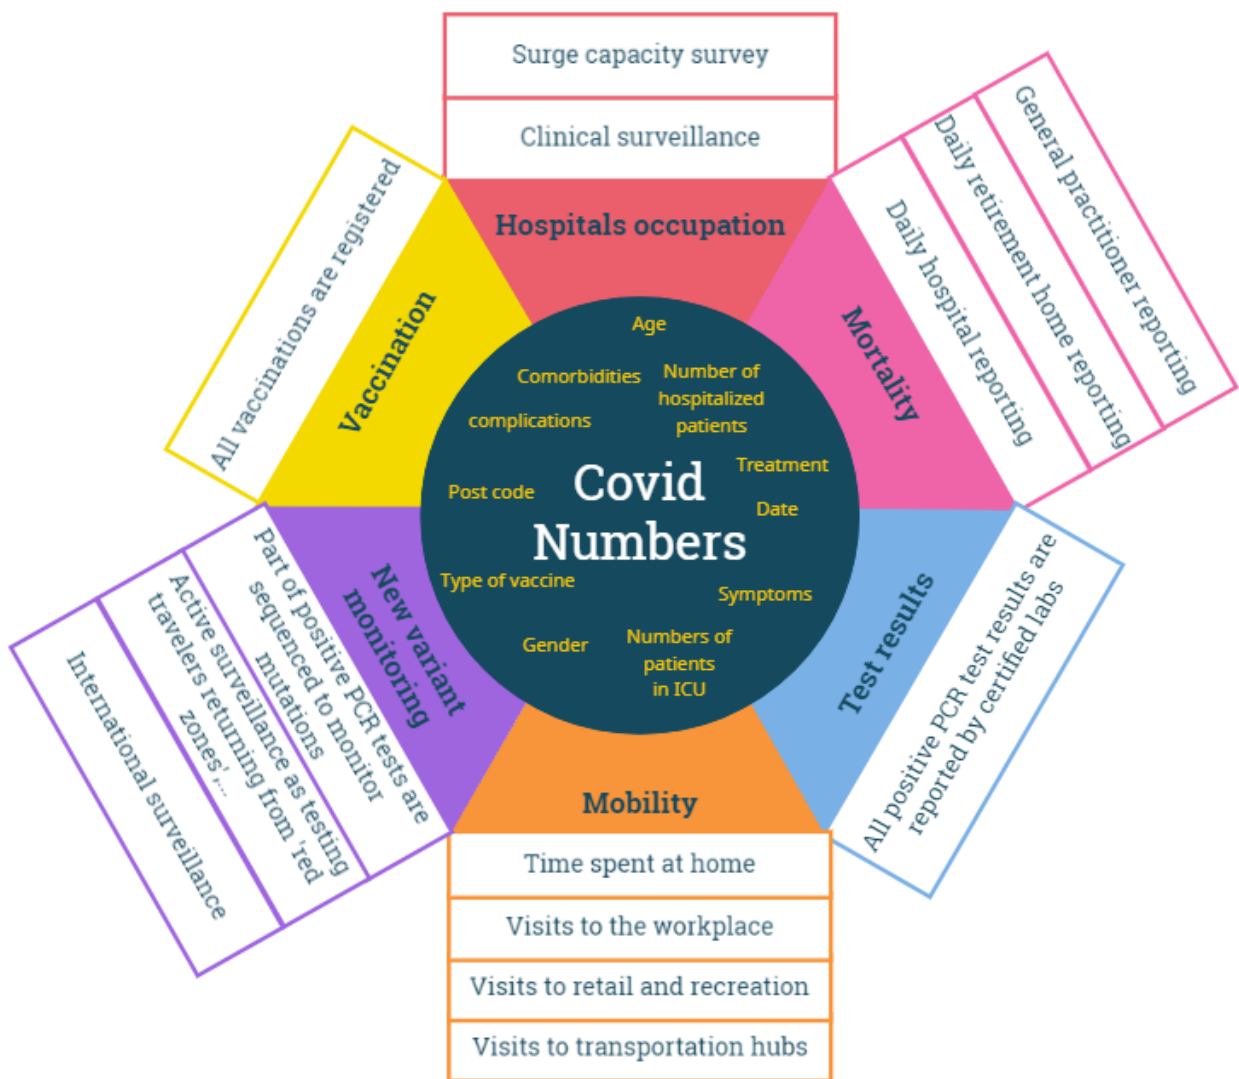 Surge capacity survey
Clinical surveillance
Hospitals occupation
General practitioner reporting
Daily retirement home reporting
Daily hospital reporting
Mortality
All vaccinations are registered
Vaccination
Age
Comorbidities
Number of
hospitalized
patients
complications
Treatment
Post code
Date
Covid
Numbers
Type of vaccine
Symptoms
Gender
Numbers of
patients
in ICU
New variant
monitoring
Part of positive PCR tests are
sequenced to monitor
mutations
Active surveillance as testing
travelers returning from 'red
zones',...
International surveillance
Test results
All positive PCR test results are
reported by certified labs
Mobility
Time spent at home
Visits to the workplace
Visits to retail and recreation
Visits to transportation hubs